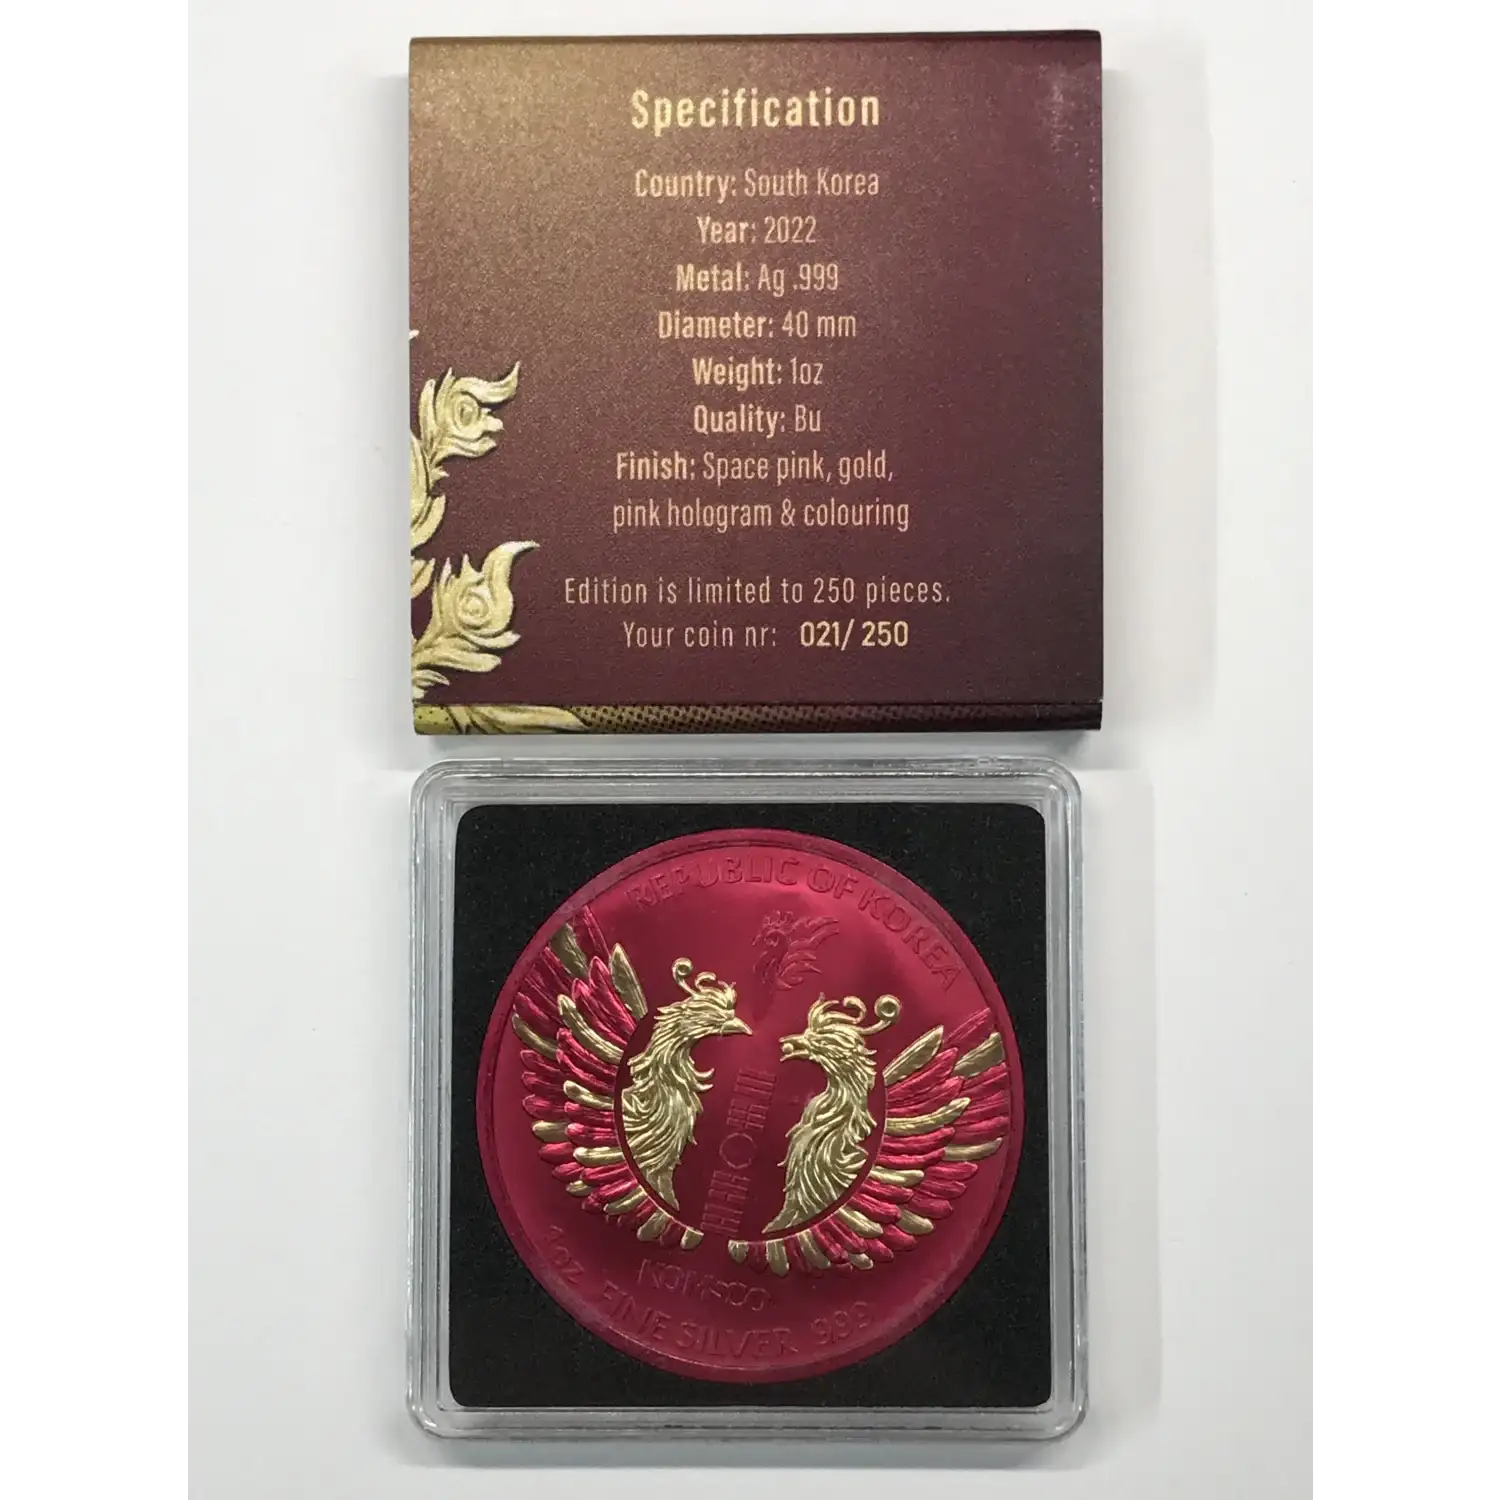 Specification
Country: South Korea
Year: 2022
Metal: Ag .999
Diameter: 40 mm
Weight: 1oz
Quality: Bu
Finish: Space pink, gold,
pink hologram & colouring
Edition is limited to 250 pieces.
Your coin nr: 021/ 250
REPUBLIC OF KOREA
KOMSCO
1oz FINE SILVER 999